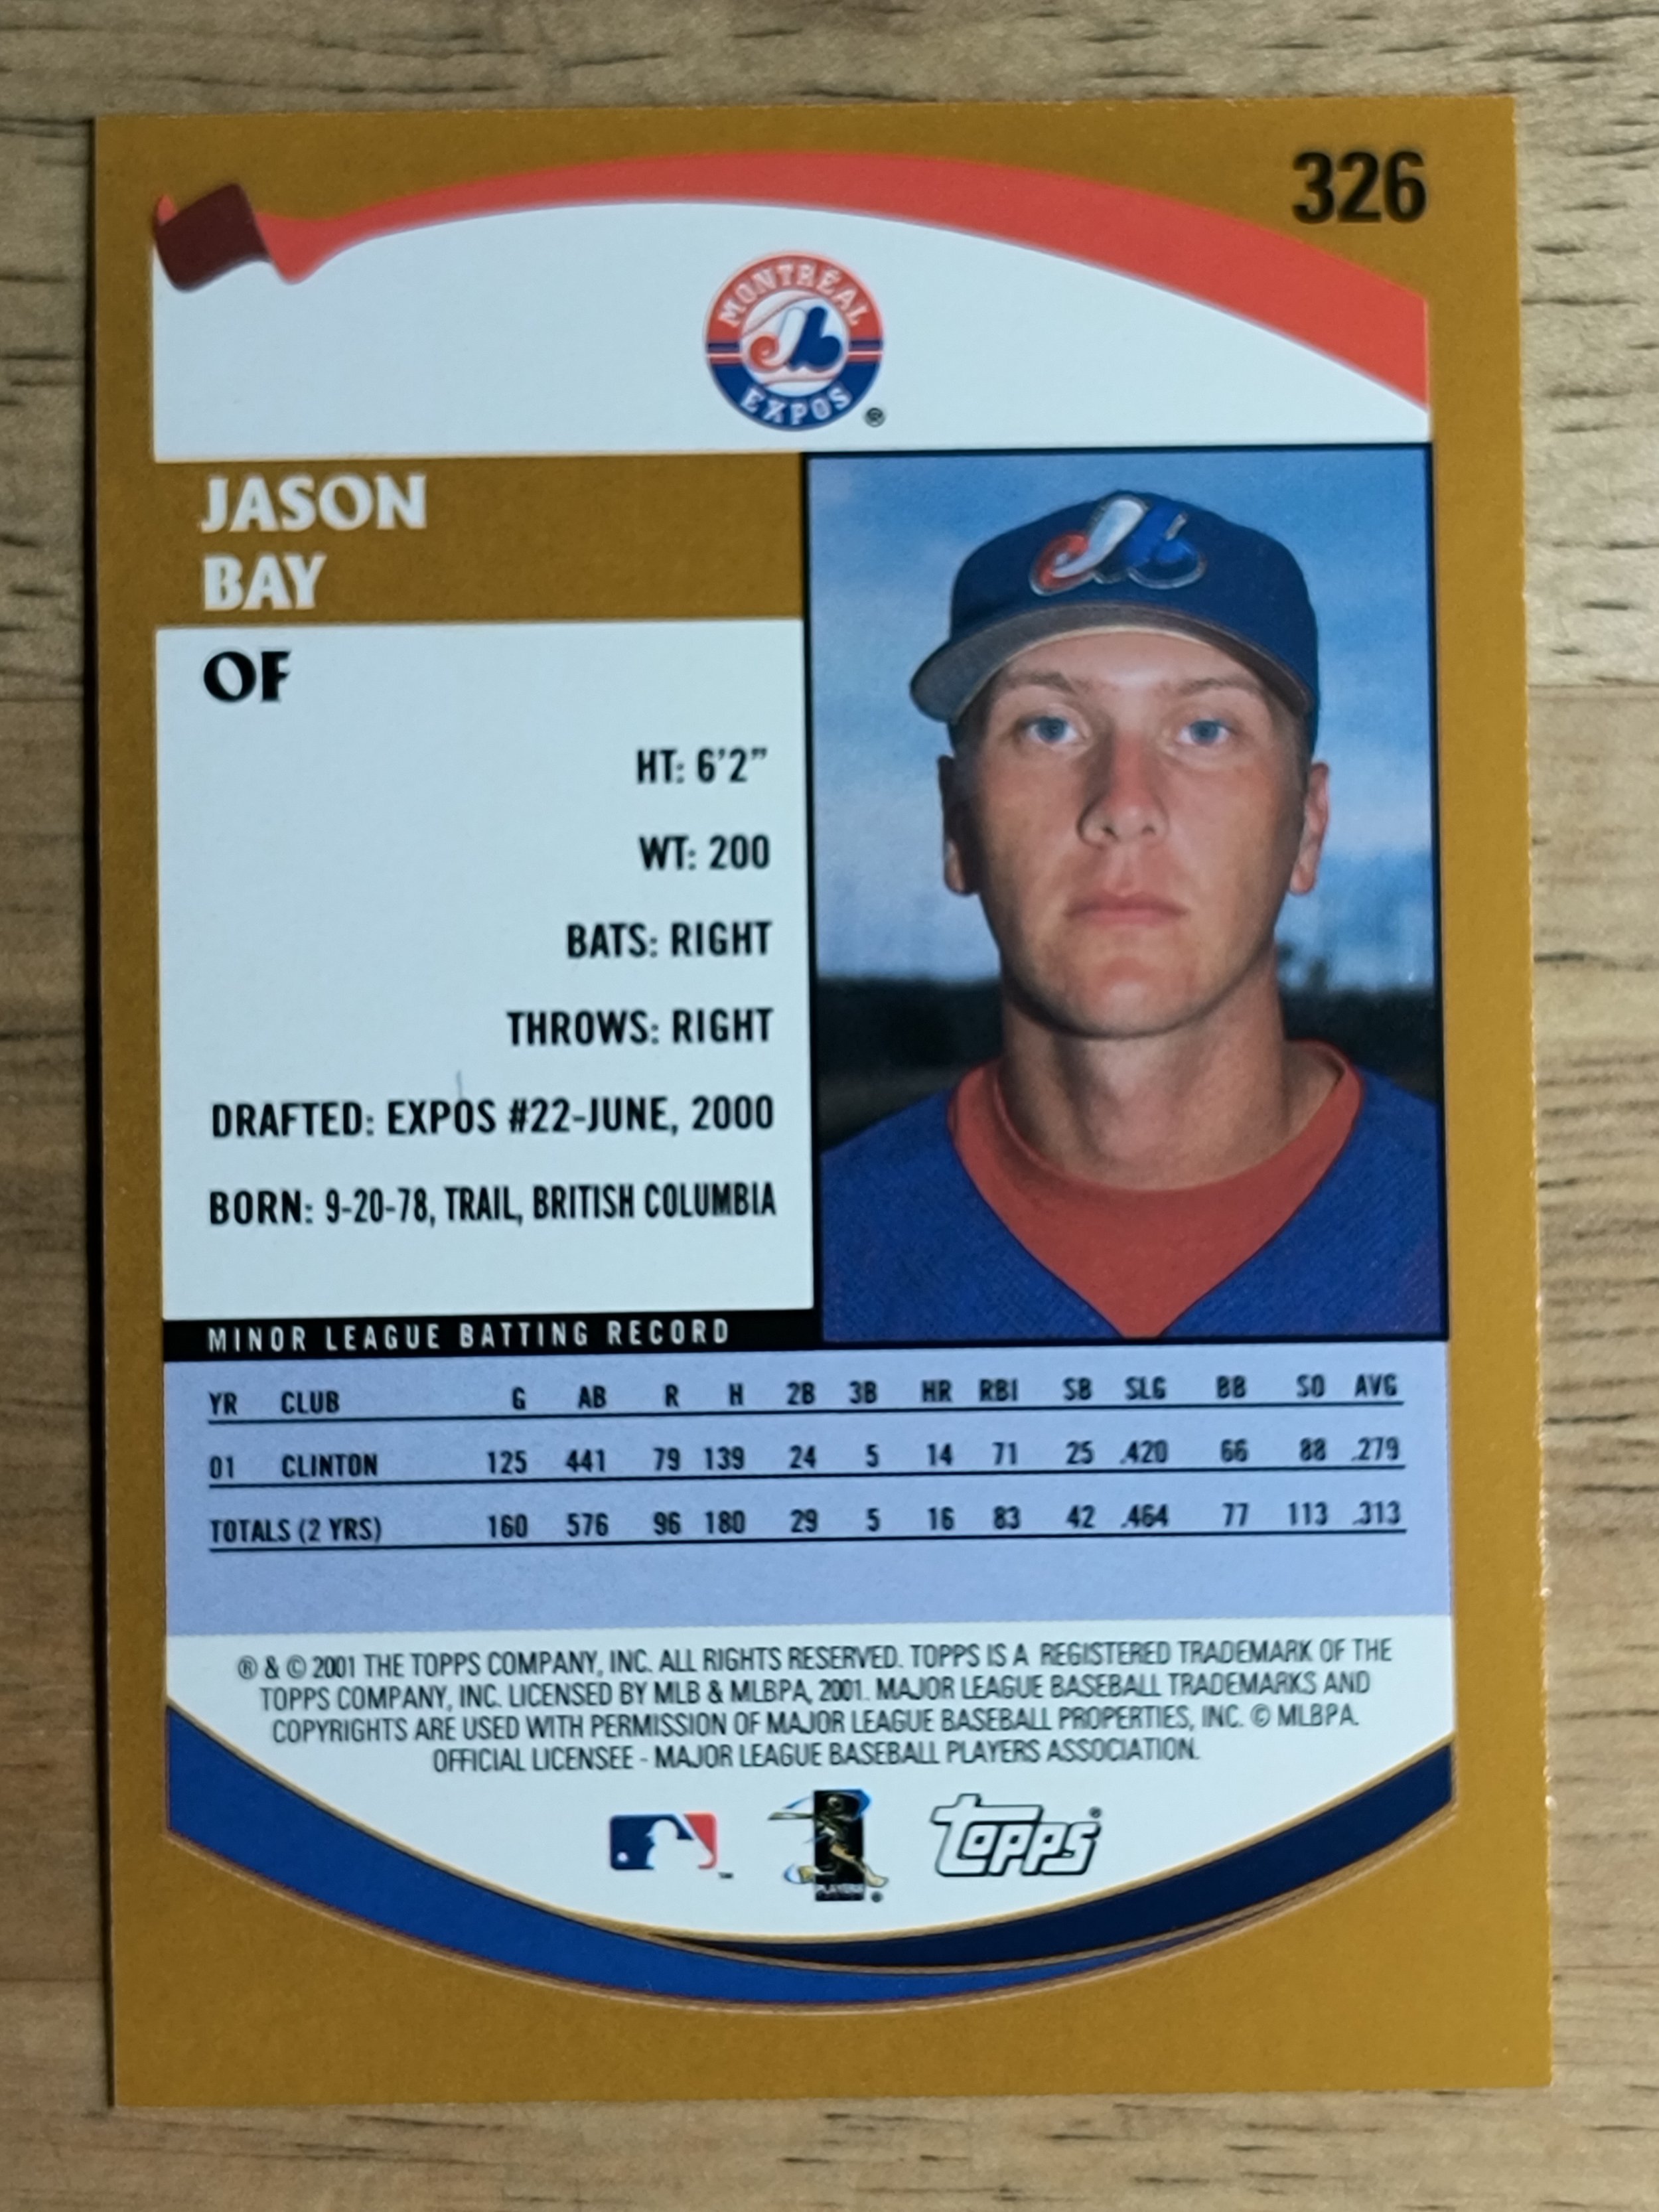 326
MONTRÉAL
EXPOS ®
JASON
BAY
OF
HT: 6'2"
WT: 200
BATS: RIGHT
THROWS: RIGHT
DRAFTED: EXPOS #22-JUNE, 2000
BORN: 9-20-78, TRAIL, BRITISH COLUMBIA
MINOR LEAGUE BATTING RECORD
YR CLUB G AB R H 2B 3B HR RBI SB SLG BB SO AVG
01 CLINTON 125 441 79 139 24 5 14 71 25 .420 66 88 .279
TOTALS (2 YRS) 160 576 96 180 29 5 16 83 42 .464 77 113 .313
® & © 2001 THE TOPPS COMPANY, INC. ALL RIGHTS RESERVED. TOPPS IS A REGISTERED TRADEMARK OF THE
TOPPS COMPANY, INC. LICENSED BY MLB & MLBPA, 2001. MAJOR LEAGUE BASEBALL TRADEMARKS AND
COPYRIGHTS ARE USED WITH PERMISSION OF MAJOR LEAGUE BASEBALL PROPERTIES, INC. © MLBPA.
OFFICIAL LICENSEE - MAJOR LEAGUE BASEBALL PLAYERS ASSOCIATION.
™ ® Topps ®